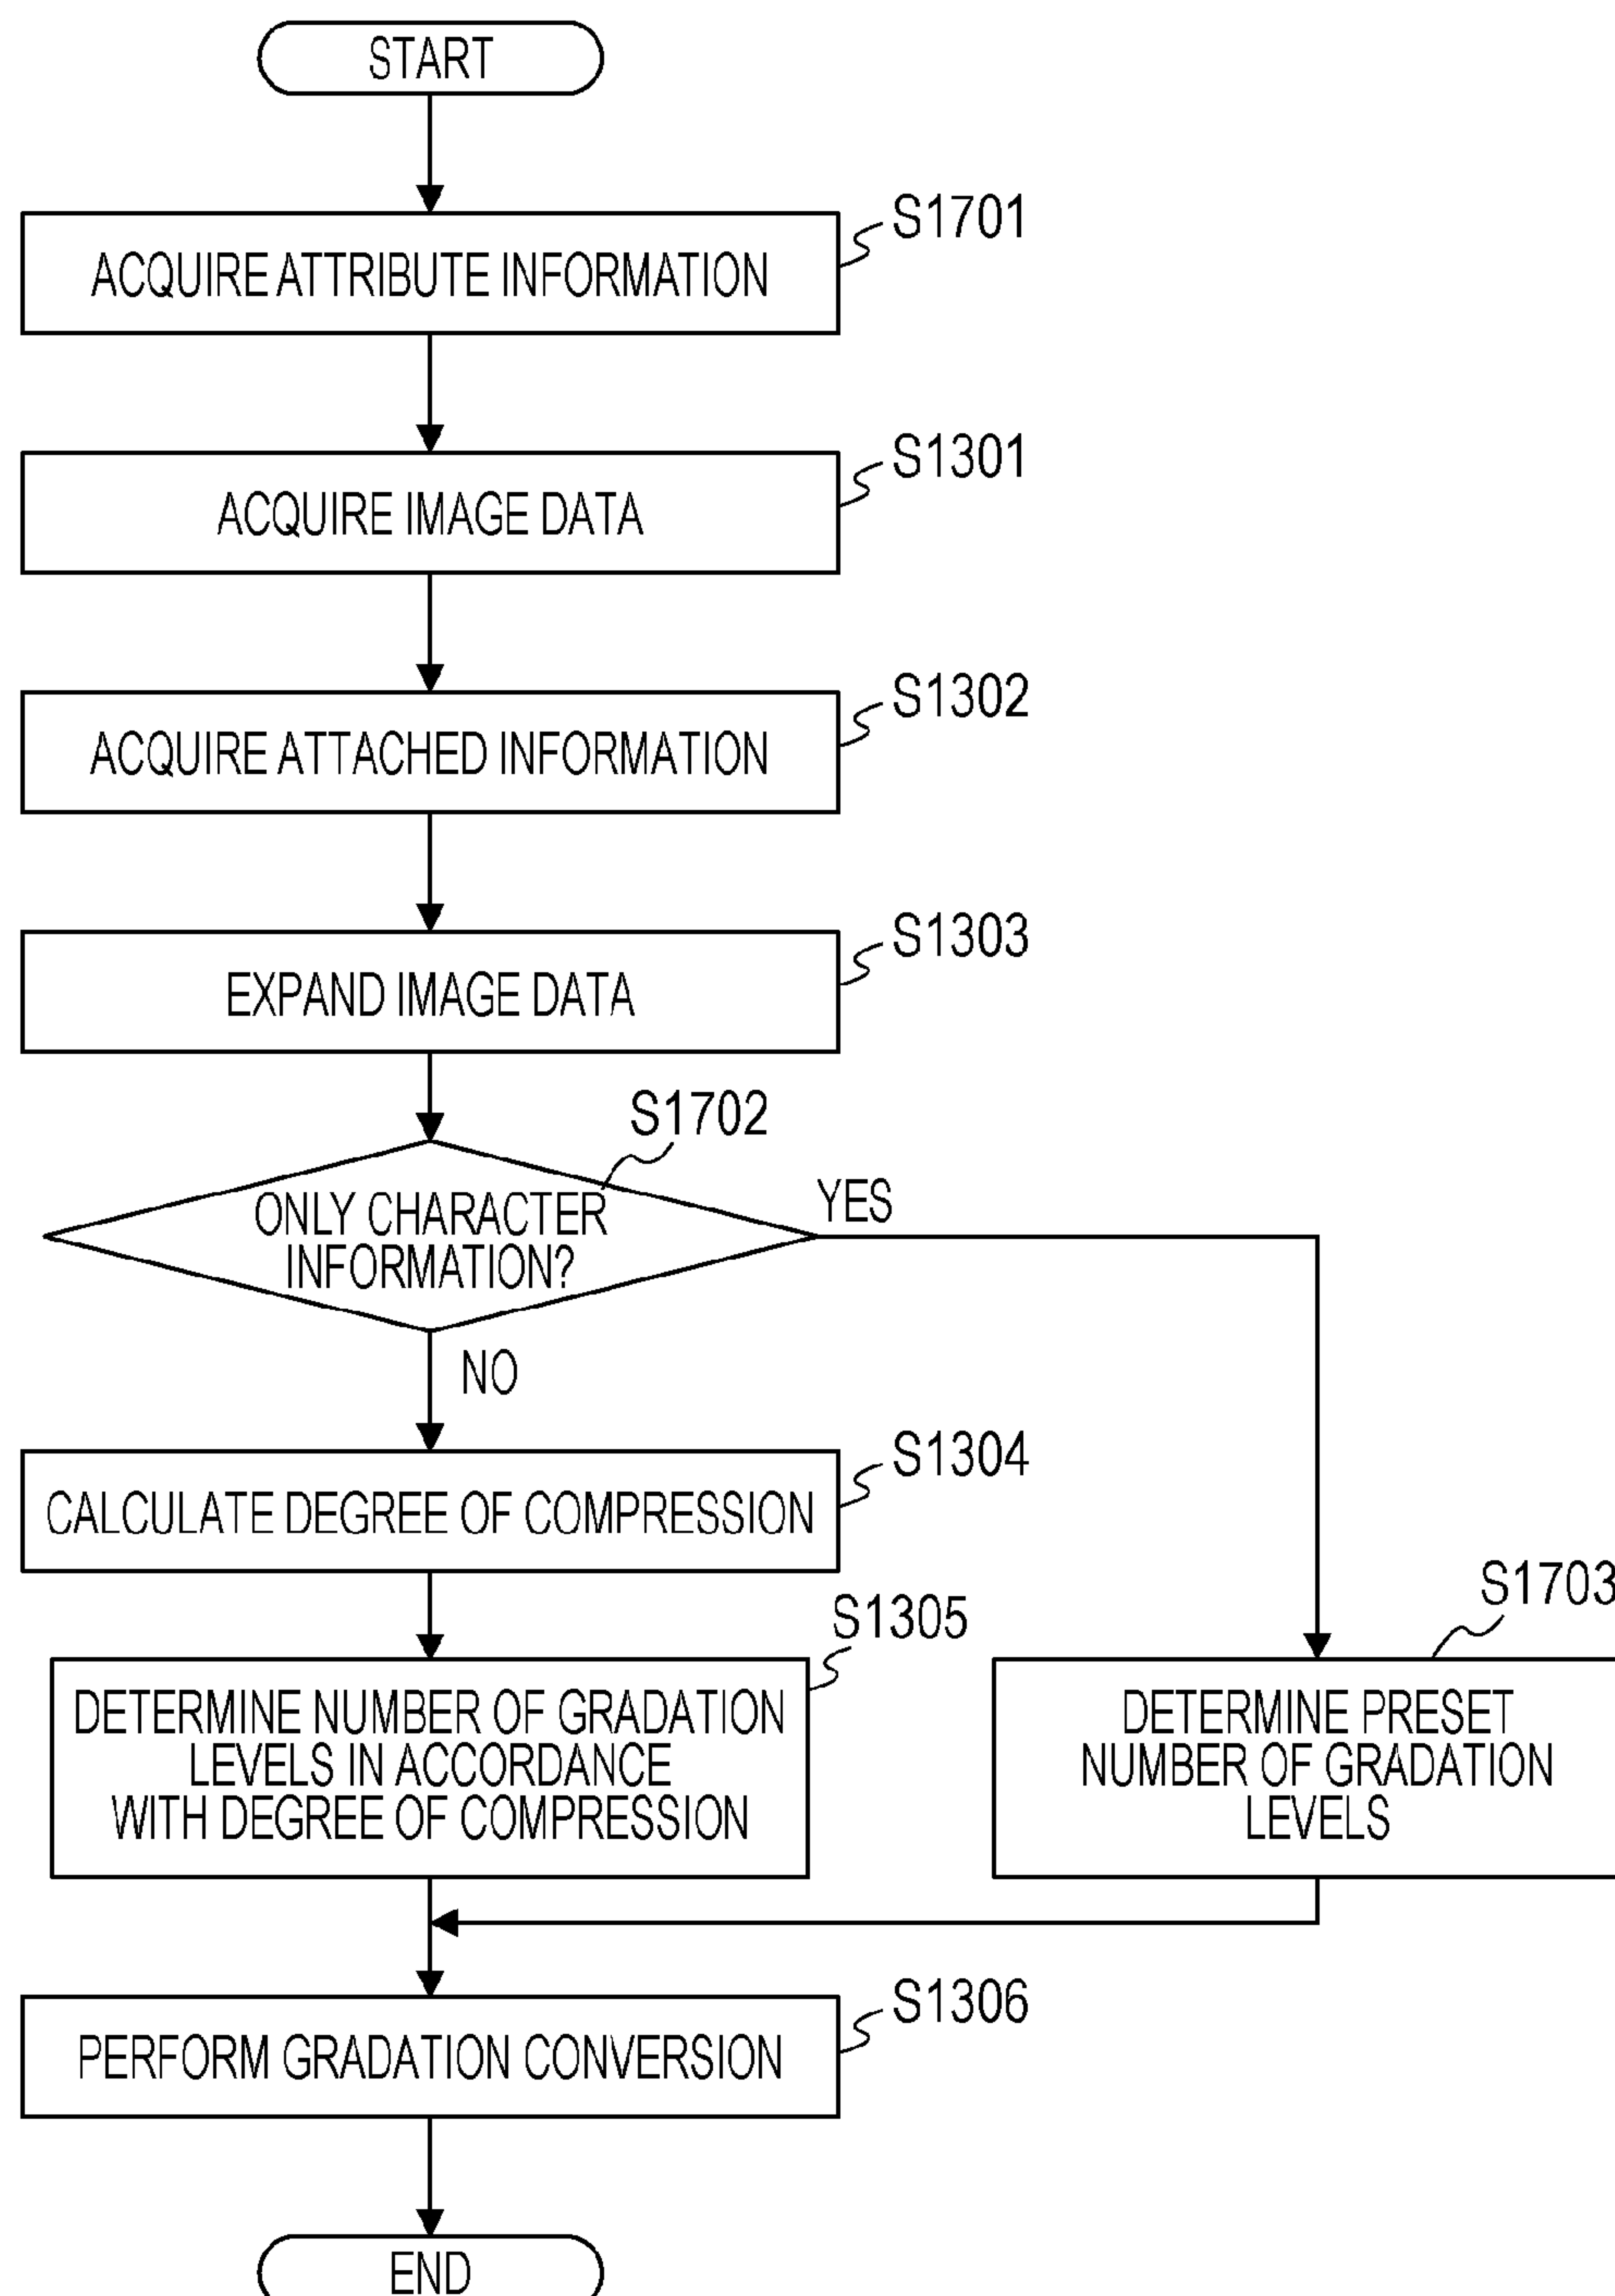 START
S1701
ACQUIRE ATTRIBUTE INFORMATION
S1301
ACQUIRE IMAGE DATA
S1302
ACQUIRE ATTACHED INFORMATION
S1303
EXPAND IMAGE DATA
S1702
ONLY CHARACTER
INFORMATION?
YES
NO
S1304
CALCULATE DEGREE OF COMPRESSION
S1305
DETERMINE NUMBER OF GRADATION
LEVELS IN ACCORDANCE
WITH DEGREE OF COMPRESSION
S1703
DETERMINE PRESET
NUMBER OF GRADATION
LEVELS
S1306
PERFORM GRADATION CONVERSION
END